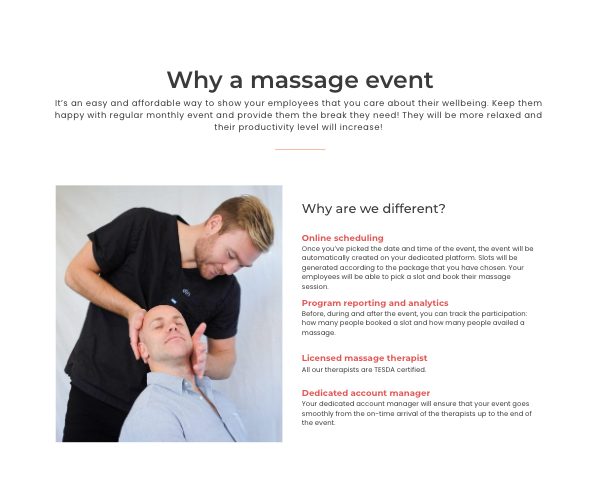 Why a massage event
It's an easy and affordable way to show your employees that you care about their wellbeing. Keep them
happy with regular monthly event and provide them the break they need! They will be more relaxed and
their productivity level will increase!
Why are we different?
Online scheduling
Once you've picked the date and time of the event, the event will be
automatically created on your dedicated platform. Slots will be
generated according to the package that you have chosen. Your
employees will be able to pick a slot and book their massage
session.
Program reporting and analytics
Before, during and after the event, you can track the participation:
how many people booked a slot and how many people availed a
massage.
Licensed massage therapist
All our therapists are TESDA certified.
Dedicated account manager
Your dedicated account manager will ensure that your event goes
smoothly from the on-time arrival of the therapists up to the end of
the event.